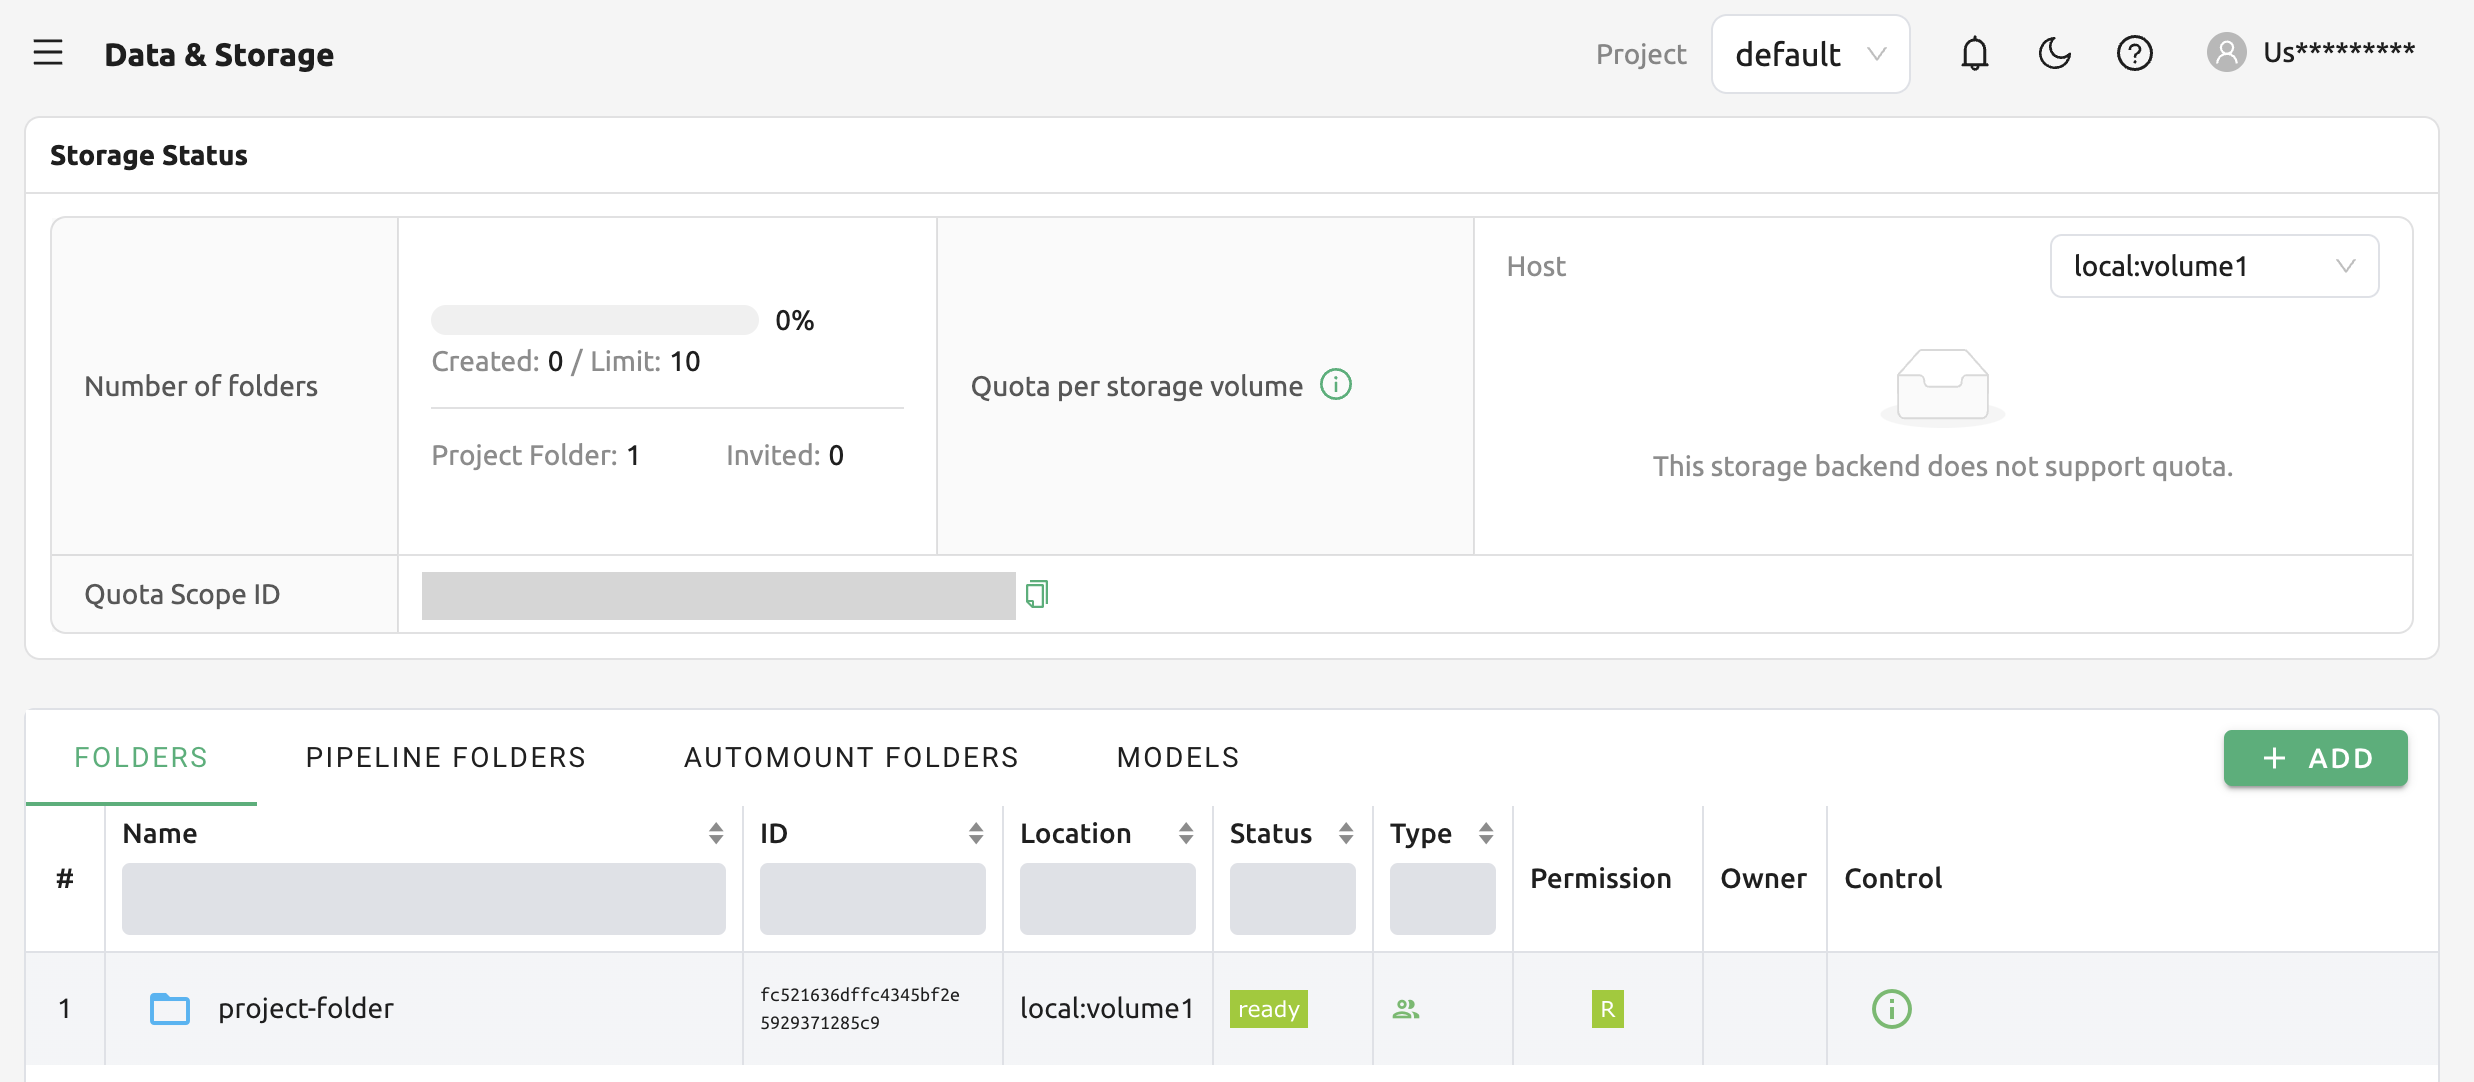 Data & Storage
Project
default
Us*********
Storage Status
Number of folders
0%
Created: 0 / Limit: 10
Project Folder: 1
Invited: 0
Quota per storage volume
Host
local:volume1
This storage backend does not support quota.
Quota Scope ID
FOLDERS
PIPELINE FOLDERS
AUTOMOUNT FOLDERS
MODELS
+ ADD
#
Name
ID
Location
Status
Type
Permission
Owner
Control
1
project-folder
fc521636dffc4345bf2e
5929371285c9
local:volume1
ready
R